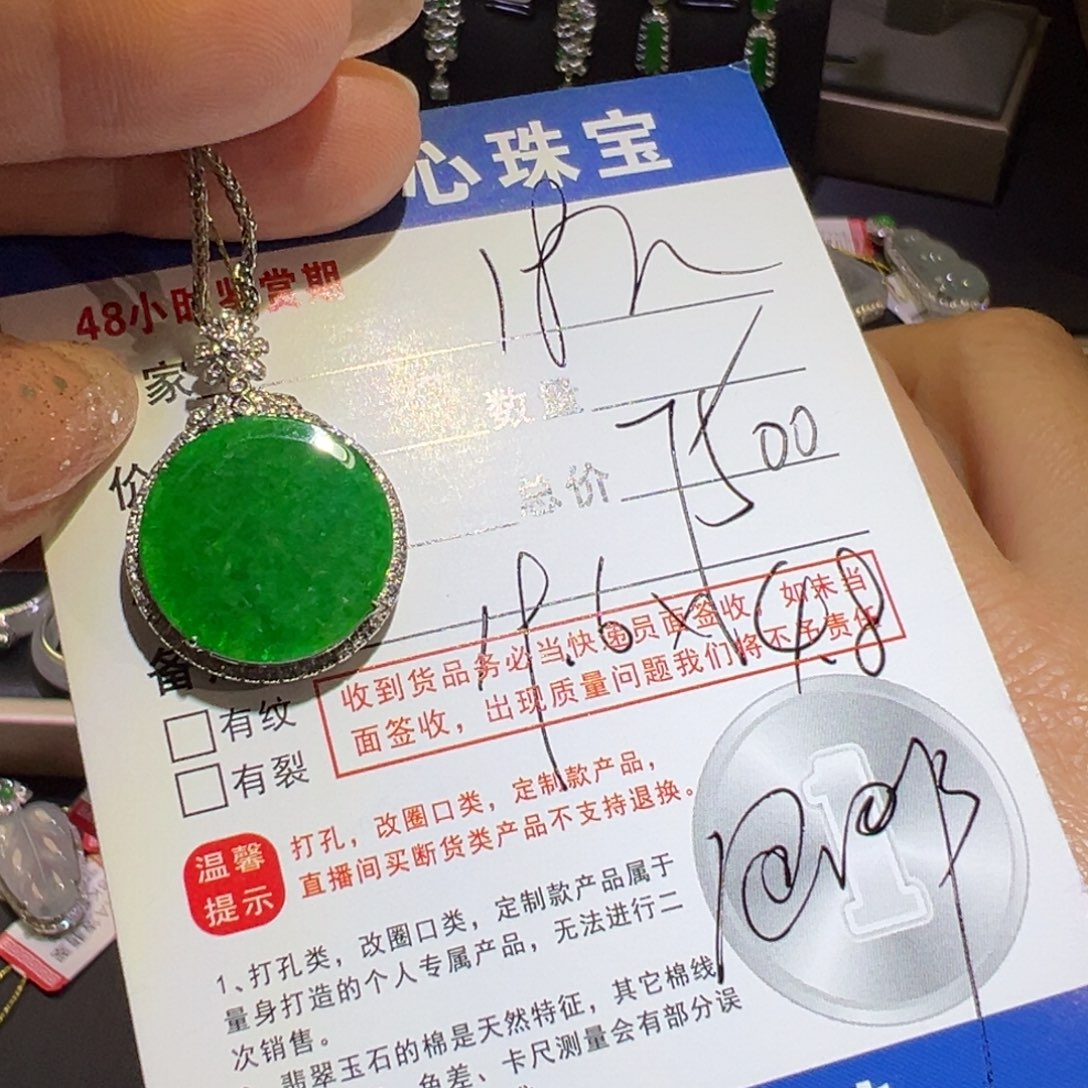 心珠宝
48小时鉴赏期
家
数量
价
总价 7500
备
收到货品务必当快递员面签收，如未当
面签收，出现质量问题我们将不予责任
有纹
有裂
温馨
提示
打孔，改圈口类，定制款产品，
直播间买断货类产品不支持退换。
1、打孔类，改圈口类，定制款产品属于
量身打造的个人专属产品，无法进行二
次销售。
翡翠玉石的棉是天然特征，其它棉线
色差、卡尺测量会有部分误